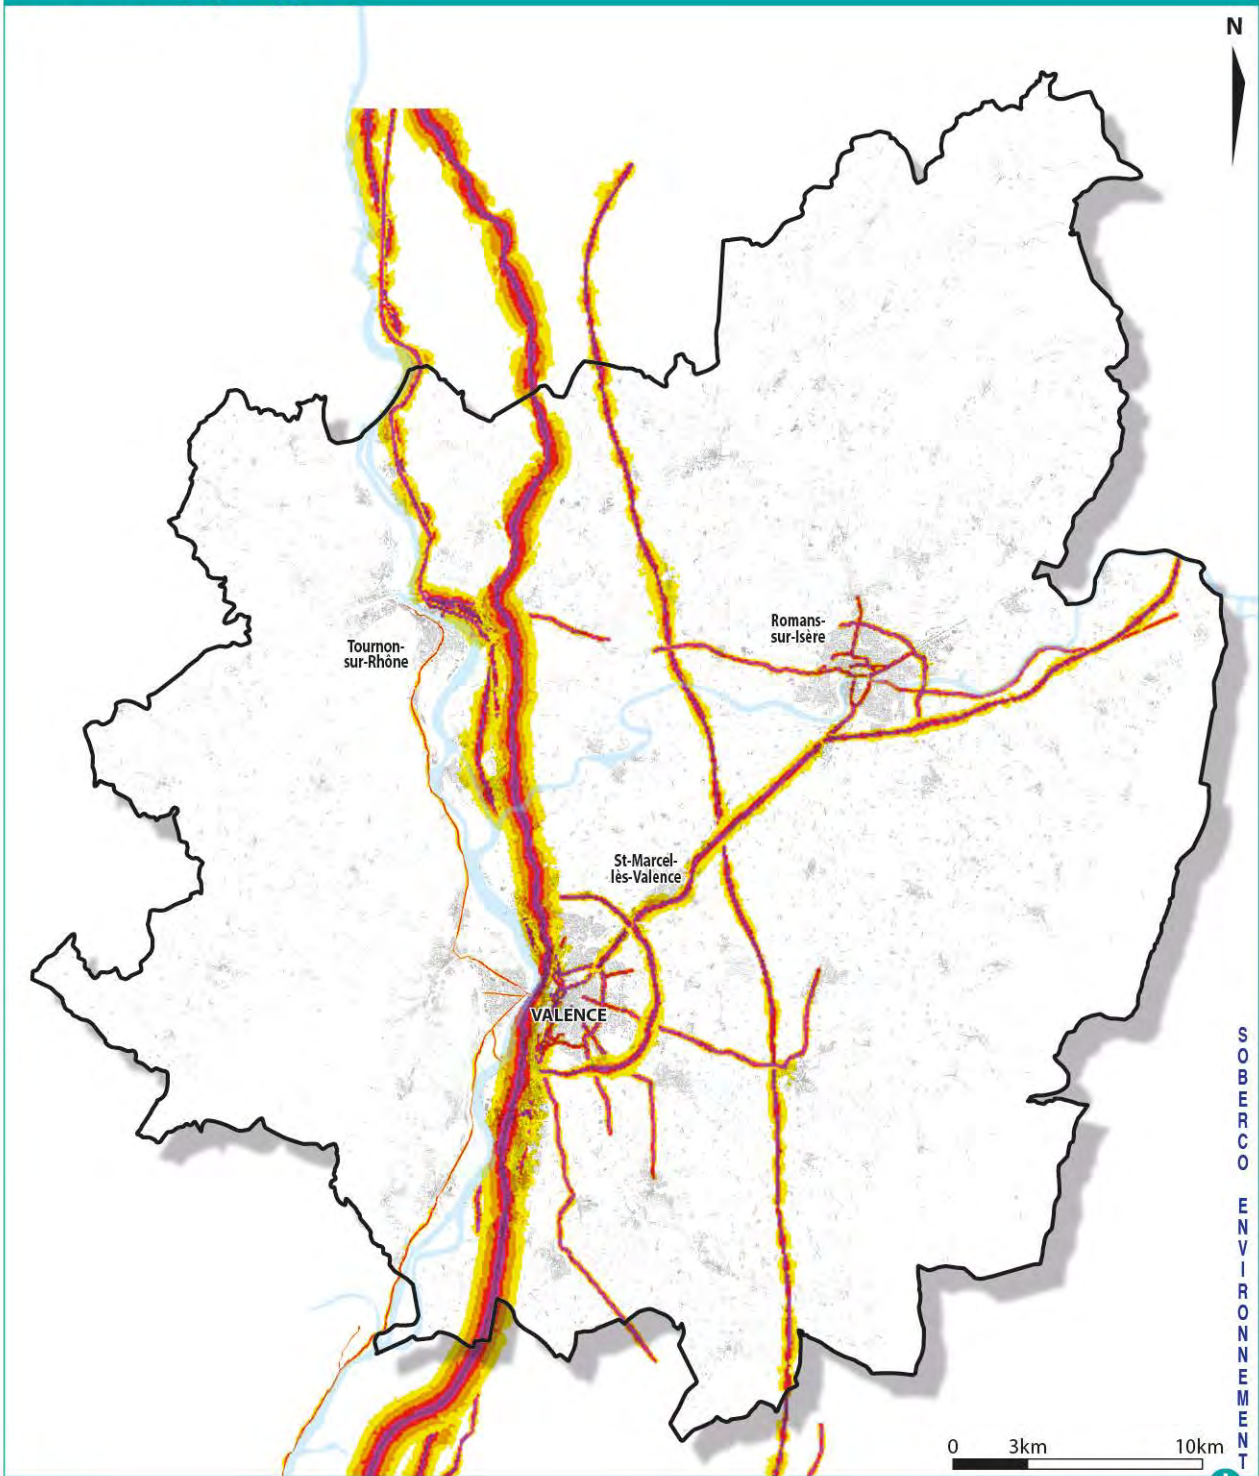 N
Romans-
sur-Isère
Tournon-
sur-Rhône
St-Marcel-
lès-Valence
VALENCE
0 3km 10km
SOBERCO ENVIRONNEMENT